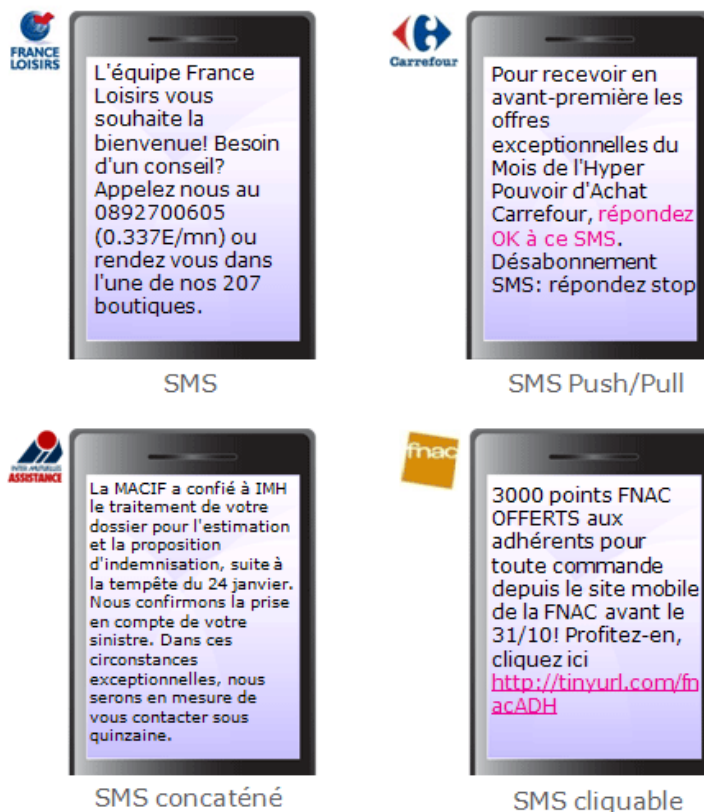 FRANCE
LOISIRS
L'équipe France
Loisirs vous
souhaite la
bienvenue! Besoin
d'un conseil?
Appelez nous au
0892700605
(0.337E/mn) ou
rendez vous dans
l'une de nos 207
boutiques.
SMS
Carrefour
Pour recevoir en
avant-première les
offres
exceptionnelles du
Mois de l'Hyper
Pouvoir d'Achat
Carrefour, répondez
OK à ce SMS.
Désabonnement
SMS: répondez stop
SMS Push/Pull
INTER MUTUELLES
ASSISTANCE
La MACIF a confié à IMH
le traitement de votre
dossier pour l'estimation
et la proposition
d'indemnisation, suite à
la tempête du 24 janvier.
Nous confirmons la prise
en compte de votre
sinistre. Dans ces
circonstances
exceptionnelles, nous
serons en mesure de
vous contacter sous
quinzaine.
SMS concaténé
fnac
3000 points FNAC
OFFERTS aux
adhérents pour
toute commande
depuis le site mobile
de la FNAC avant le
31/10! Profitez-en,
cliquez ici
http://tinyurl.com/fn
acADH
SMS cliquable